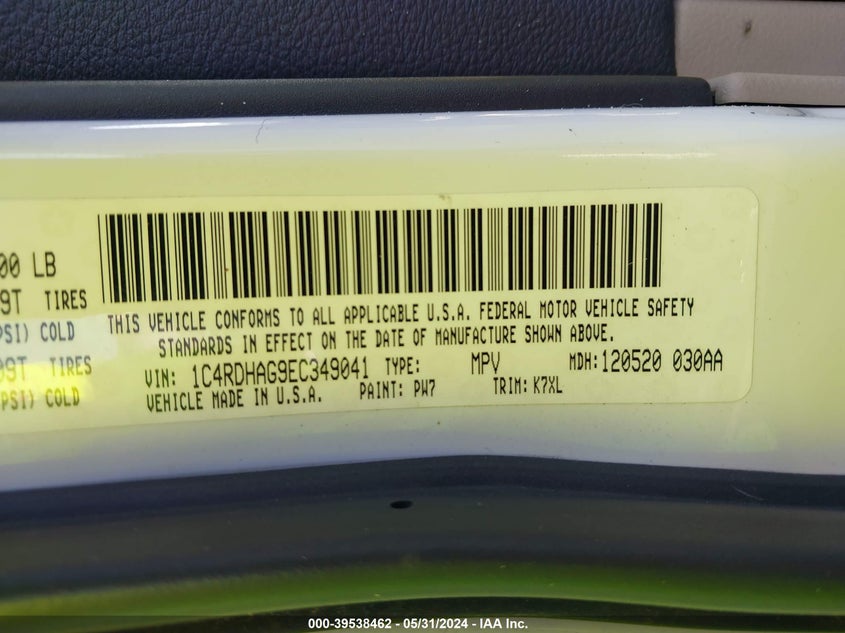 00 LB
9T TIRES
PSI) COLD
09T TIRES
PSI) COLD
THIS VEHICLE CONFORMS TO ALL APPLICABLE U.S.A. FEDERAL MOTOR VEHICLE SAFETY
STANDARDS IN EFFECT ON THE DATE OF MANUFACTURE SHOWN ABOVE.
VIN: 1C4RDHAG9EC349041 TYPE: MPV MDH: 120520 030AA
VEHICLE MADE IN U.S.A. PAINT: PW7 TRIM: K7XL
000-39538462 - 05/31/2024 - IAA Inc.